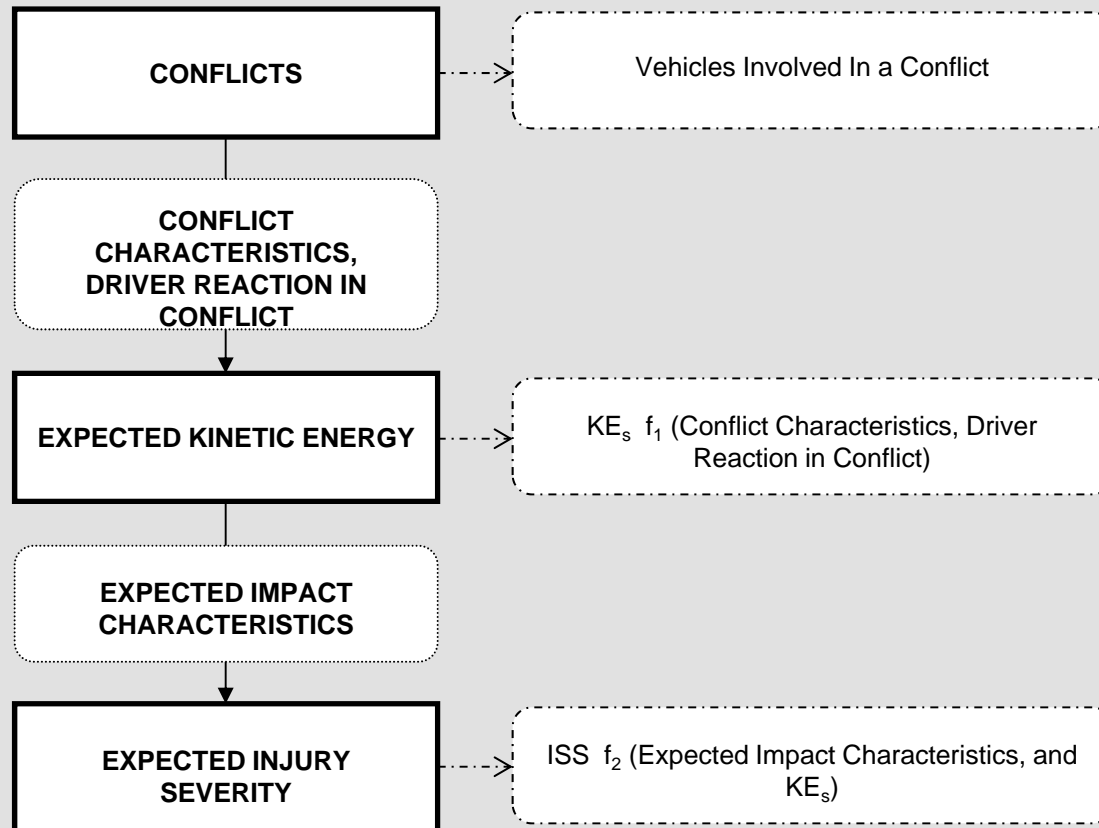 CONFLICTS
Vehicles Involved In a Conflict
CONFLICT
CHARACTERISTICS,
DRIVER REACTION IN
CONFLICT
EXPECTED KINETIC ENERGY
KEₛ f₁ (Conflict Characteristics, Driver
Reaction in Conflict)
EXPECTED IMPACT
CHARACTERISTICS
EXPECTED INJURY
SEVERITY
ISS f₂ (Expected Impact Characteristics, and
KEₛ)